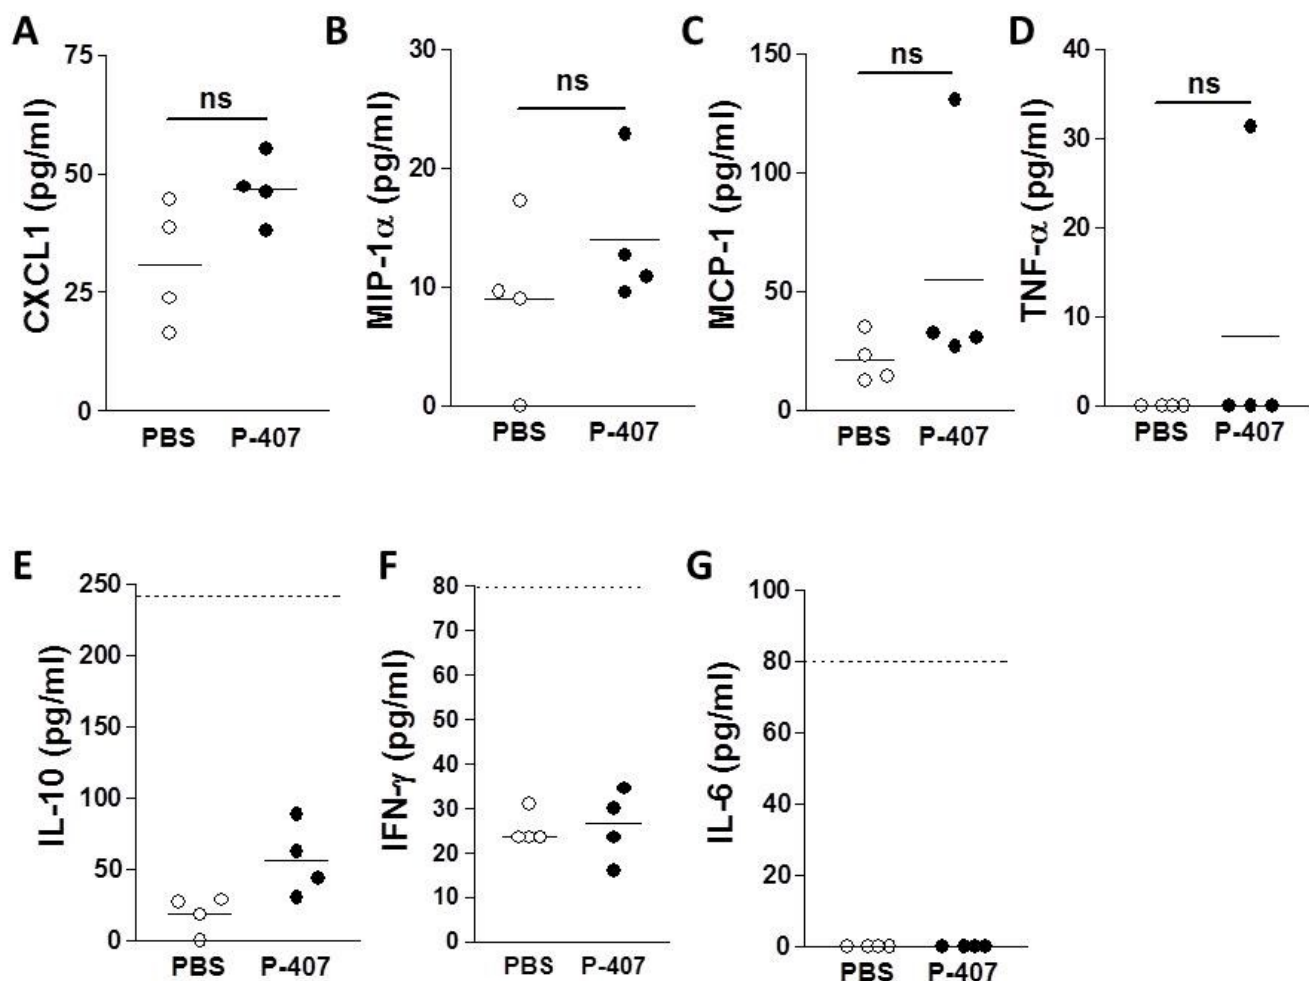 A
CXCL1 (pg/ml)
75
50
25
0
ns
PBS P-407
B
MIP-1α (pg/ml)
30
20
10
0
ns
PBS P-407
C
MCP-1 (pg/ml)
150
100
50
0
ns
PBS P-407
D
TNF-α (pg/ml)
40
30
20
10
0
ns
PBS P-407
E
IL-10 (pg/ml)
250
200
150
100
50
0
PBS P-407
F
IFN-γ (pg/ml)
80
70
60
50
40
30
20
10
0
PBS P-407
G
IL-6 (pg/ml)
100
80
60
40
20
0
PBS P-407